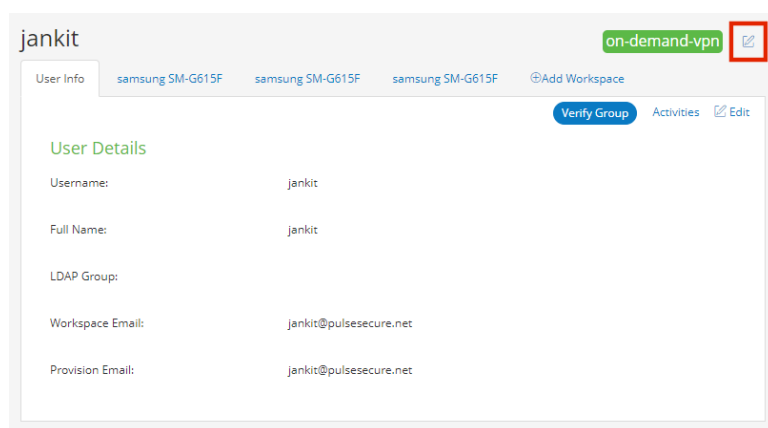 jankit on-demand-vpn
User Info samsung SM-G615F samsung SM-G615F samsung SM-G615F ⊕Add Workspace
Verify Group Activities Edit
User Details
Username: jankit
Full Name: jankit
LDAP Group:
Workspace Email: jankit@pulsesecure.net
Provision Email: jankit@pulsesecure.net